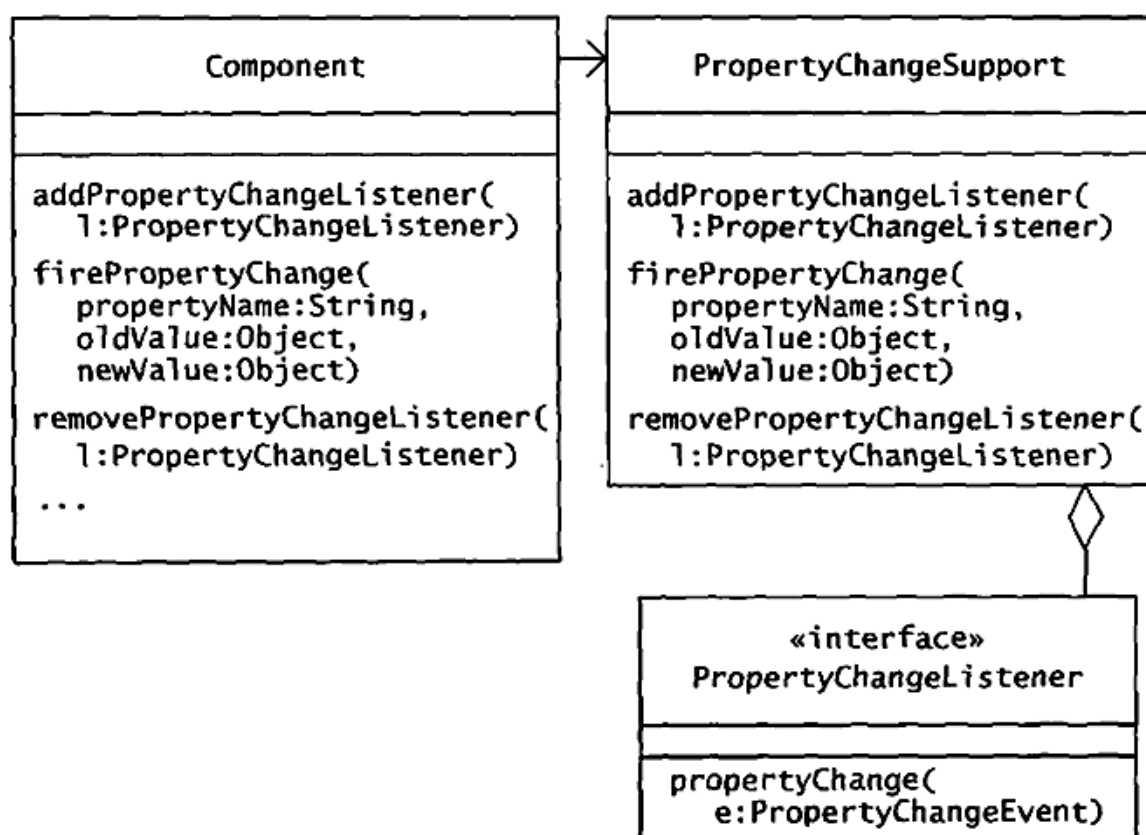 Component
addPropertyChangeListener(
l:PropertyChangeListener)
firePropertyChange(
propertyName:String,
oldValue:Object,
newValue:Object)
removePropertyChangeListener(
l:PropertyChangeListener)
...
PropertyChangeSupport
addPropertyChangeListener(
l:PropertyChangeListener)
firePropertyChange(
propertyName:String,
oldValue:Object,
newValue:Object)
removePropertyChangeListener(
l:PropertyChangeListener)
«interface»
PropertyChangeListener
propertyChange(
e:PropertyChangeEvent)